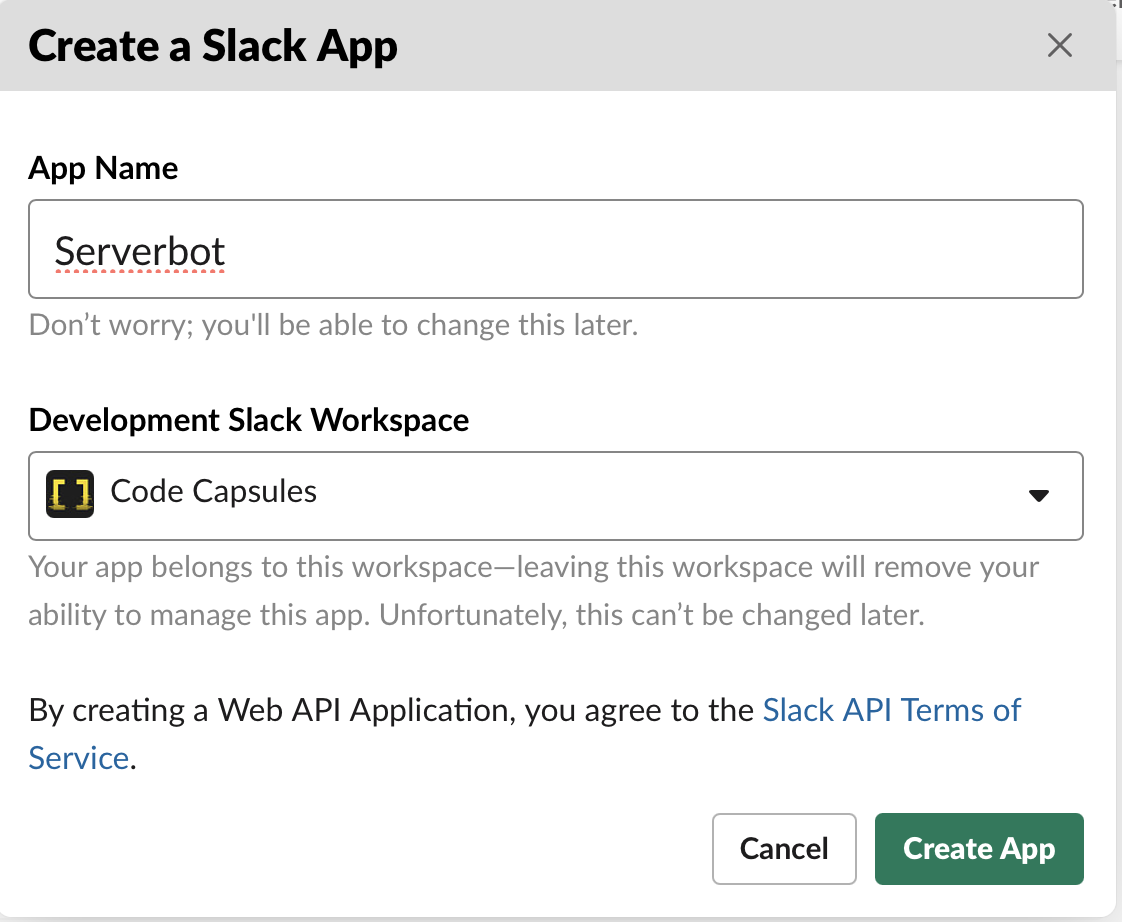 Create a Slack App
App Name
Serverbot
Don’t worry; you'll be able to change this later.
Development Slack Workspace
Code Capsules
Your app belongs to this workspace—leaving this workspace will remove your
ability to manage this app. Unfortunately, this can’t be changed later.
By creating a Web API Application, you agree to the Slack API Terms of
Service.
Cancel Create App